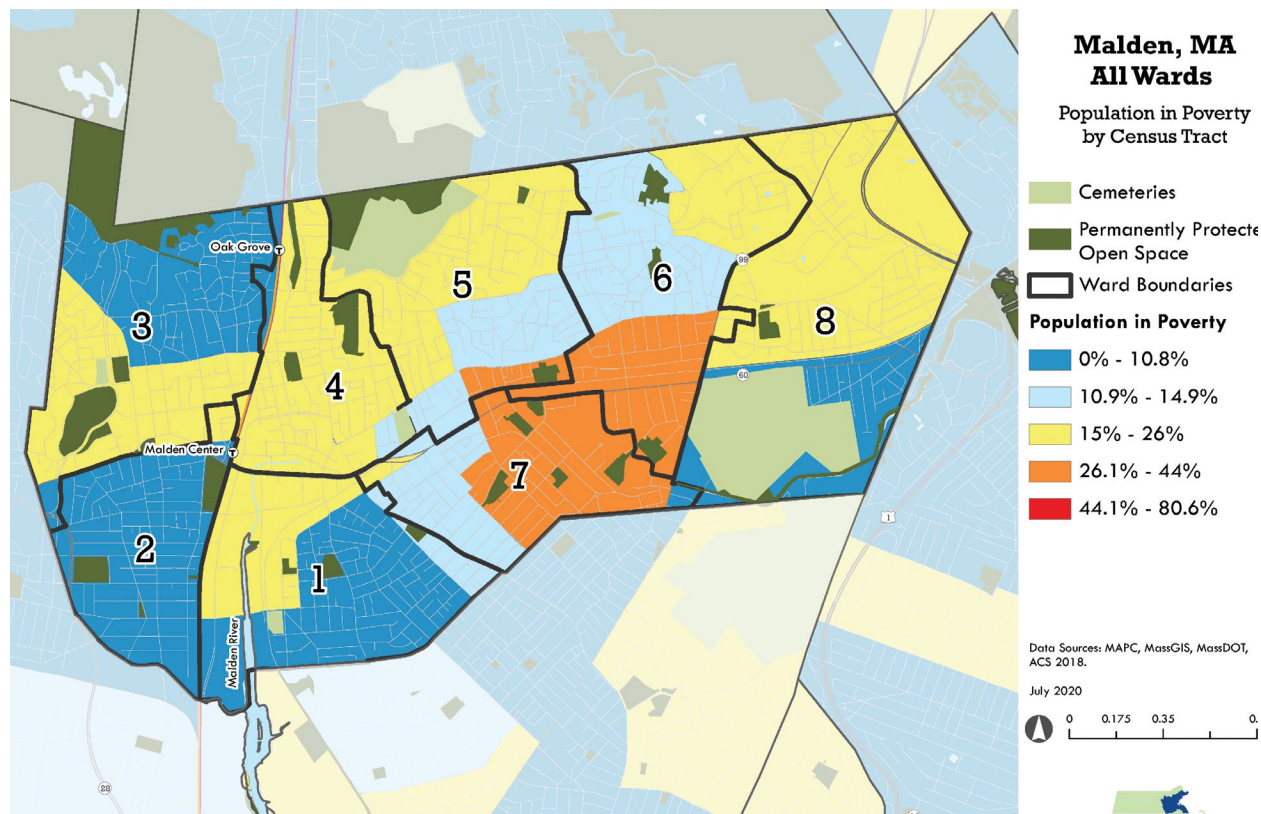 Malden, MA
All Wards
Population in Poverty
by Census Tract
Cemeteries
Permanently Protecte
Open Space
Ward Boundaries
Population in Poverty
0% - 10.8%
10.9% - 14.9%
15% - 26%
26.1% - 44%
44.1% - 80.6%
Data Sources: MAPC, MassGIS, MassDOT,
ACS 2018.
July 2020
0 0.175 0.35 0.
Oak Grove T
5
6
99
3
8
4
60
Malden Center T
7
1
2
1
Malden River
28